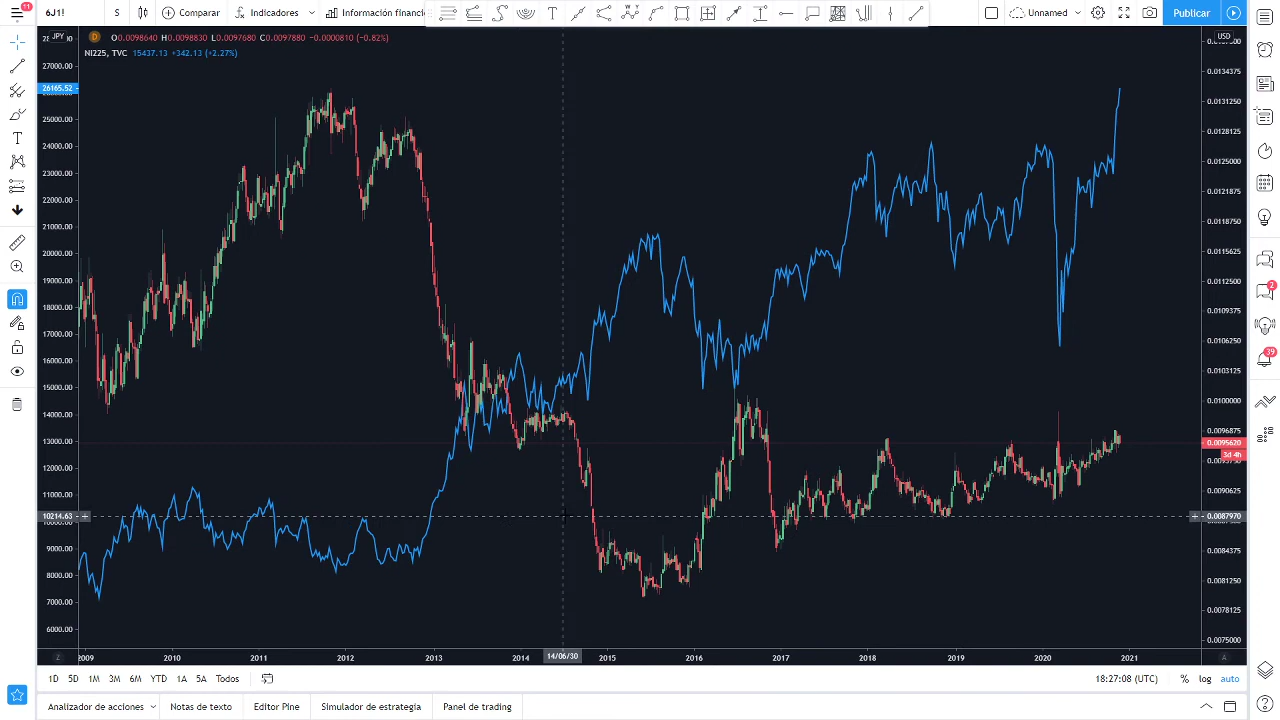 11
6J1!
S
Comparar
Indicadores
Información financi
T
Unnamed
Publicar
JPY
D O0.0098640 H0.0098830 L0.0097680 C0.0097880 −0.0000810 (−0.82%)
USD
NI225, TVC 15437.13 +342.13 (+2.27%)
27000.00
26165.52
25000.00
24000.00
23000.00
22000.00
21000.00
20000.00
19000.00
18000.00
17000.00
16000.00
15000.00
14000.00
13000.00
12000.00
11000.00
10214.63
9000.00
8000.00
7000.00
6000.00
0.0134375
0.0131250
0.0128125
0.0125000
0.0121875
0.0118750
0.0115625
0.0112500
0.0109375
0.0106250
0.0103125
0.0100000
0.0096875
0.0095620
3d 4h
0.0090625
0.0087970
0.0084375
0.0081250
0.0078125
0.0075000
2
39
Z
2009
2010
2011
2012
2013
2014
14/06/30
2015
2016
2017
2018
2019
2020
2021
A
1D
5D
1M
3M
6M
YTD
1A
5A
Todos
18:27:08 (UTC)
%
log
auto
Analizador de acciones
Notas de texto
Editor Pine
Simulador de estrategia
Panel de trading